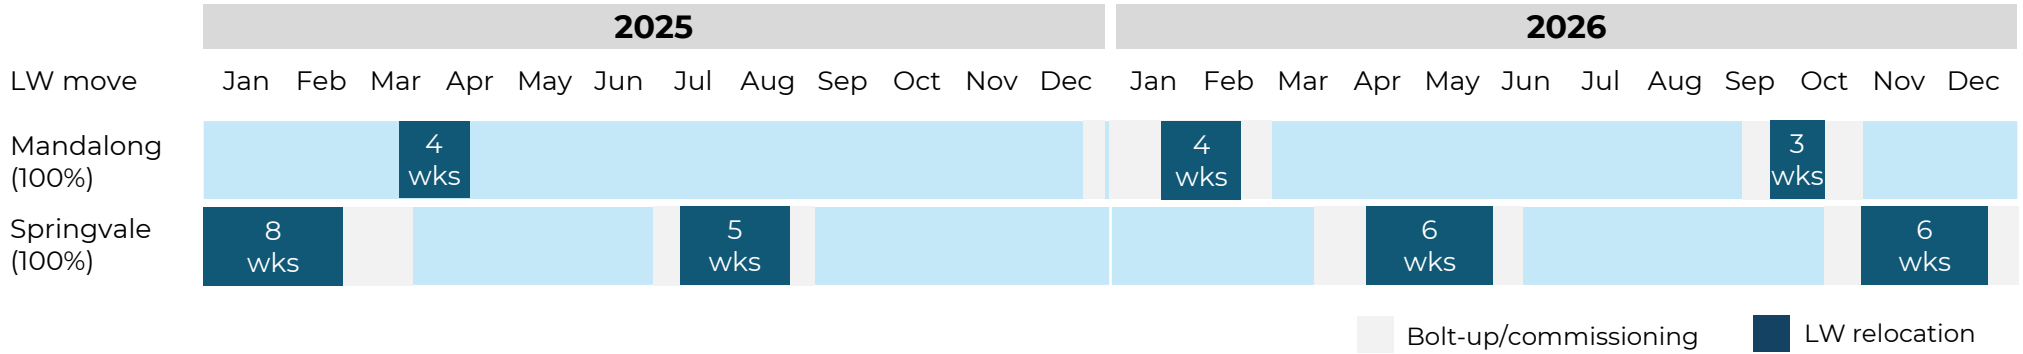 2025 2026
LW move Jan Feb Mar Apr May Jun Jul Aug Sep Oct Nov Dec Jan Feb Mar Apr May Jun Jul Aug Sep Oct Nov Dec
Mandalong
(100%)
4
wks
4
wks
3
wks
Springvale
(100%)
8
wks
5
wks
6
wks
6
wks
Bolt-up/commissioning LW relocation